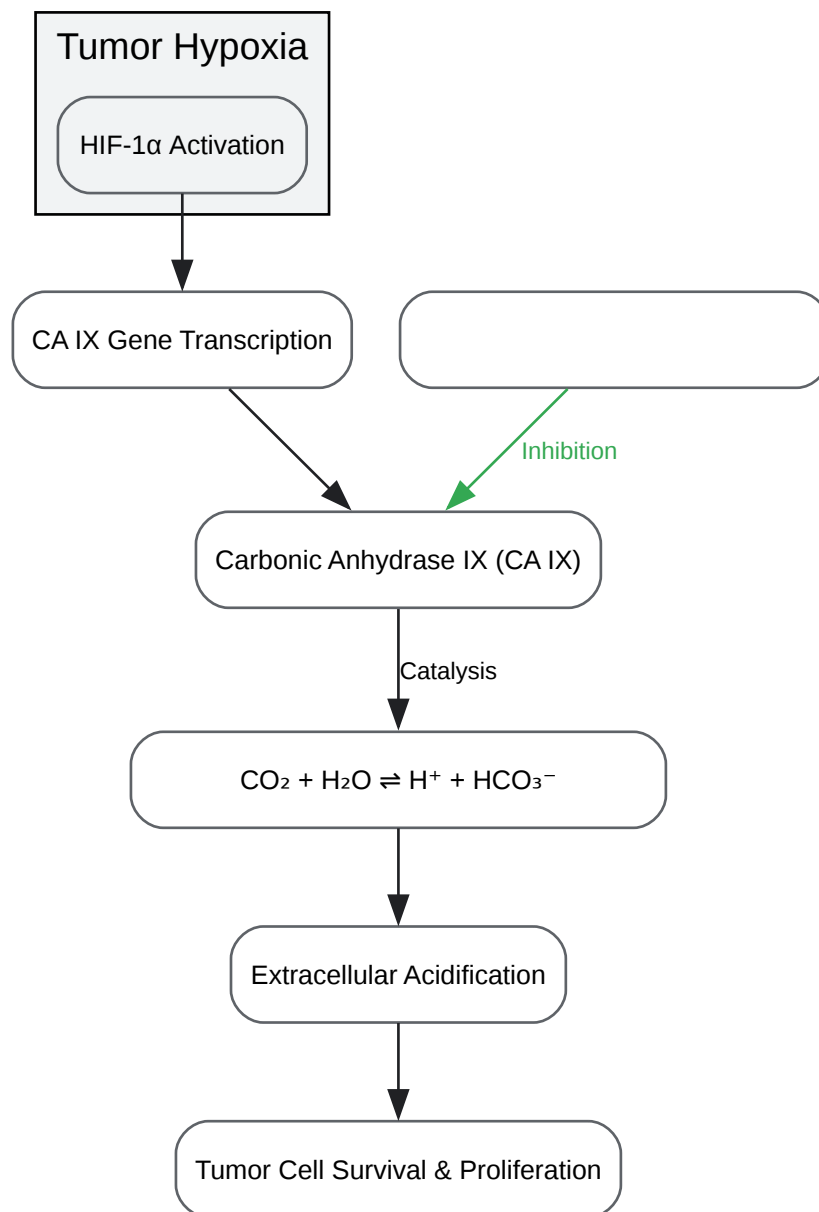 Tumor Hypoxia
HIF-1α Activation
CA IX Gene Transcription
Inhibition
Carbonic Anhydrase IX (CA IX)
Catalysis
CO₂ + H₂O ⇌ H⁺ + HCO₃⁻
Extracellular Acidification
Tumor Cell Survival & Proliferation